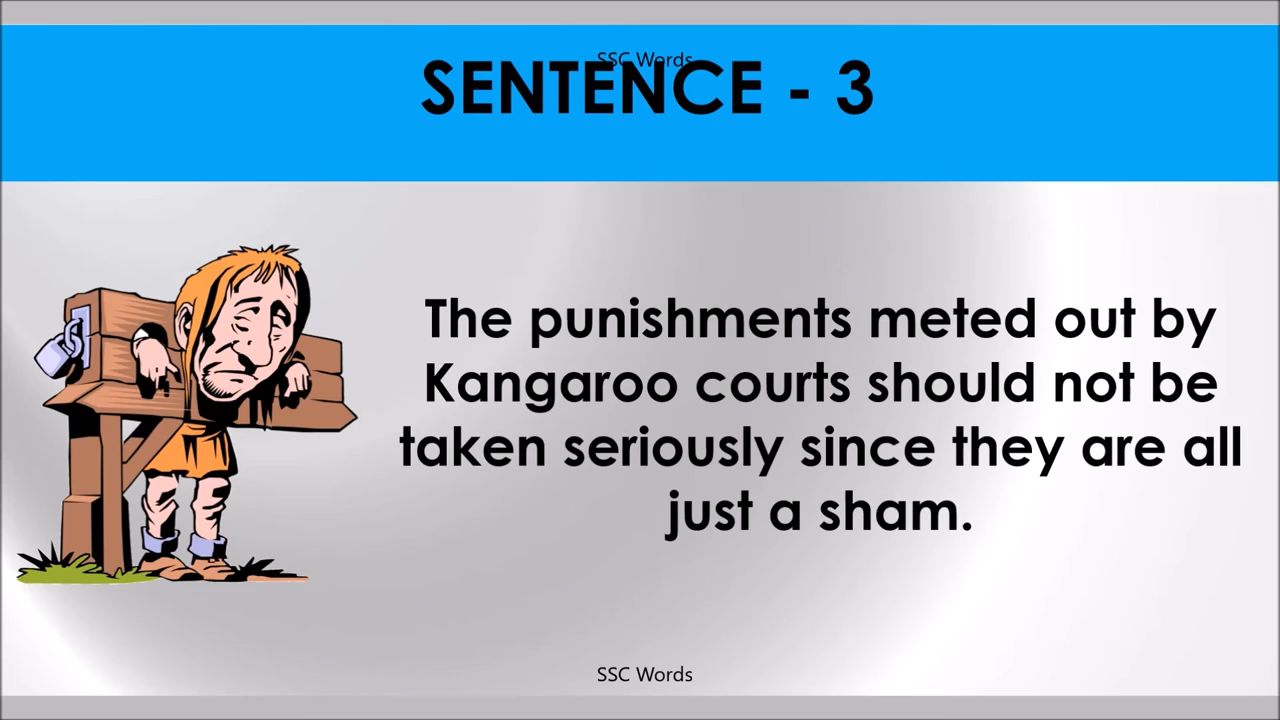 SSC Words
SENTENCE - 3
The punishments meted out by
Kangaroo courts should not be
taken seriously since they are all
just a sham.
SSC Words